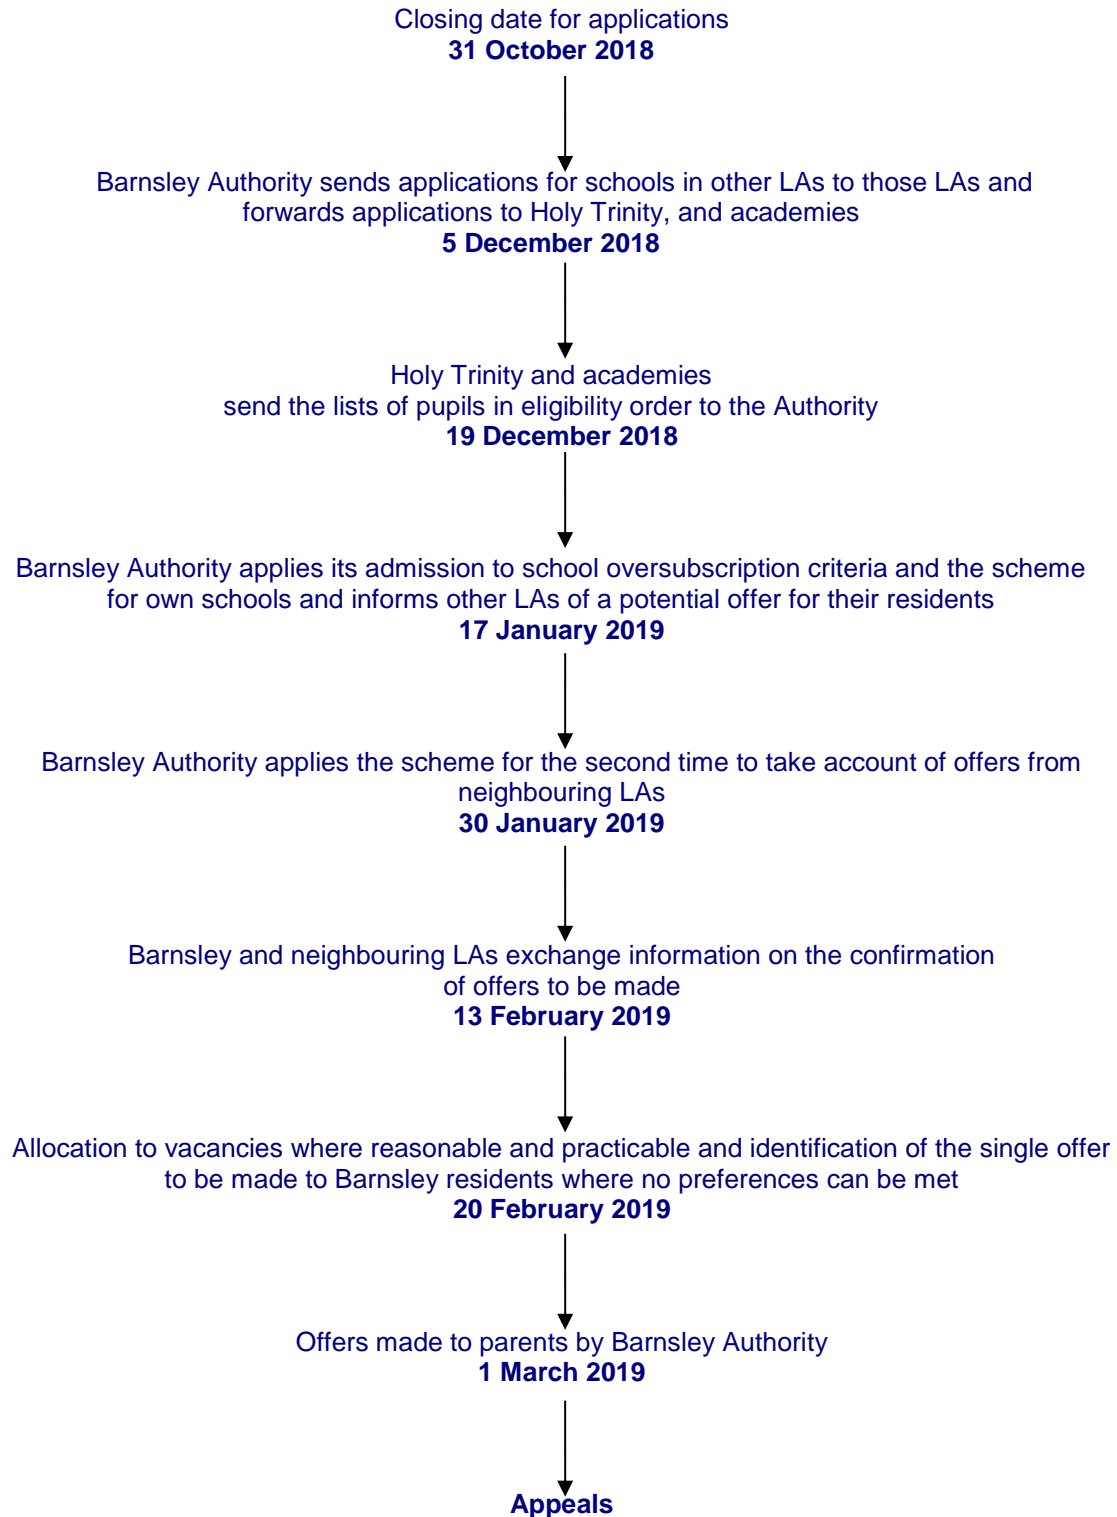 Closing date for applications
31 October 2018
Barnsley Authority sends applications for schools in other LAs to those LAs and
forwards applications to Holy Trinity, and academies
5 December 2018
Holy Trinity and academies
send the lists of pupils in eligibility order to the Authority
19 December 2018
Barnsley Authority applies its admission to school oversubscription criteria and the scheme
for own schools and informs other LAs of a potential offer for their residents
17 January 2019
Barnsley Authority applies the scheme for the second time to take account of offers from
neighbouring LAs
30 January 2019
Barnsley and neighbouring LAs exchange information on the confirmation
of offers to be made
13 February 2019
Allocation to vacancies where reasonable and practicable and identification of the single offer
to be made to Barnsley residents where no preferences can be met
20 February 2019
Offers made to parents by Barnsley Authority
1 March 2019
Appeals